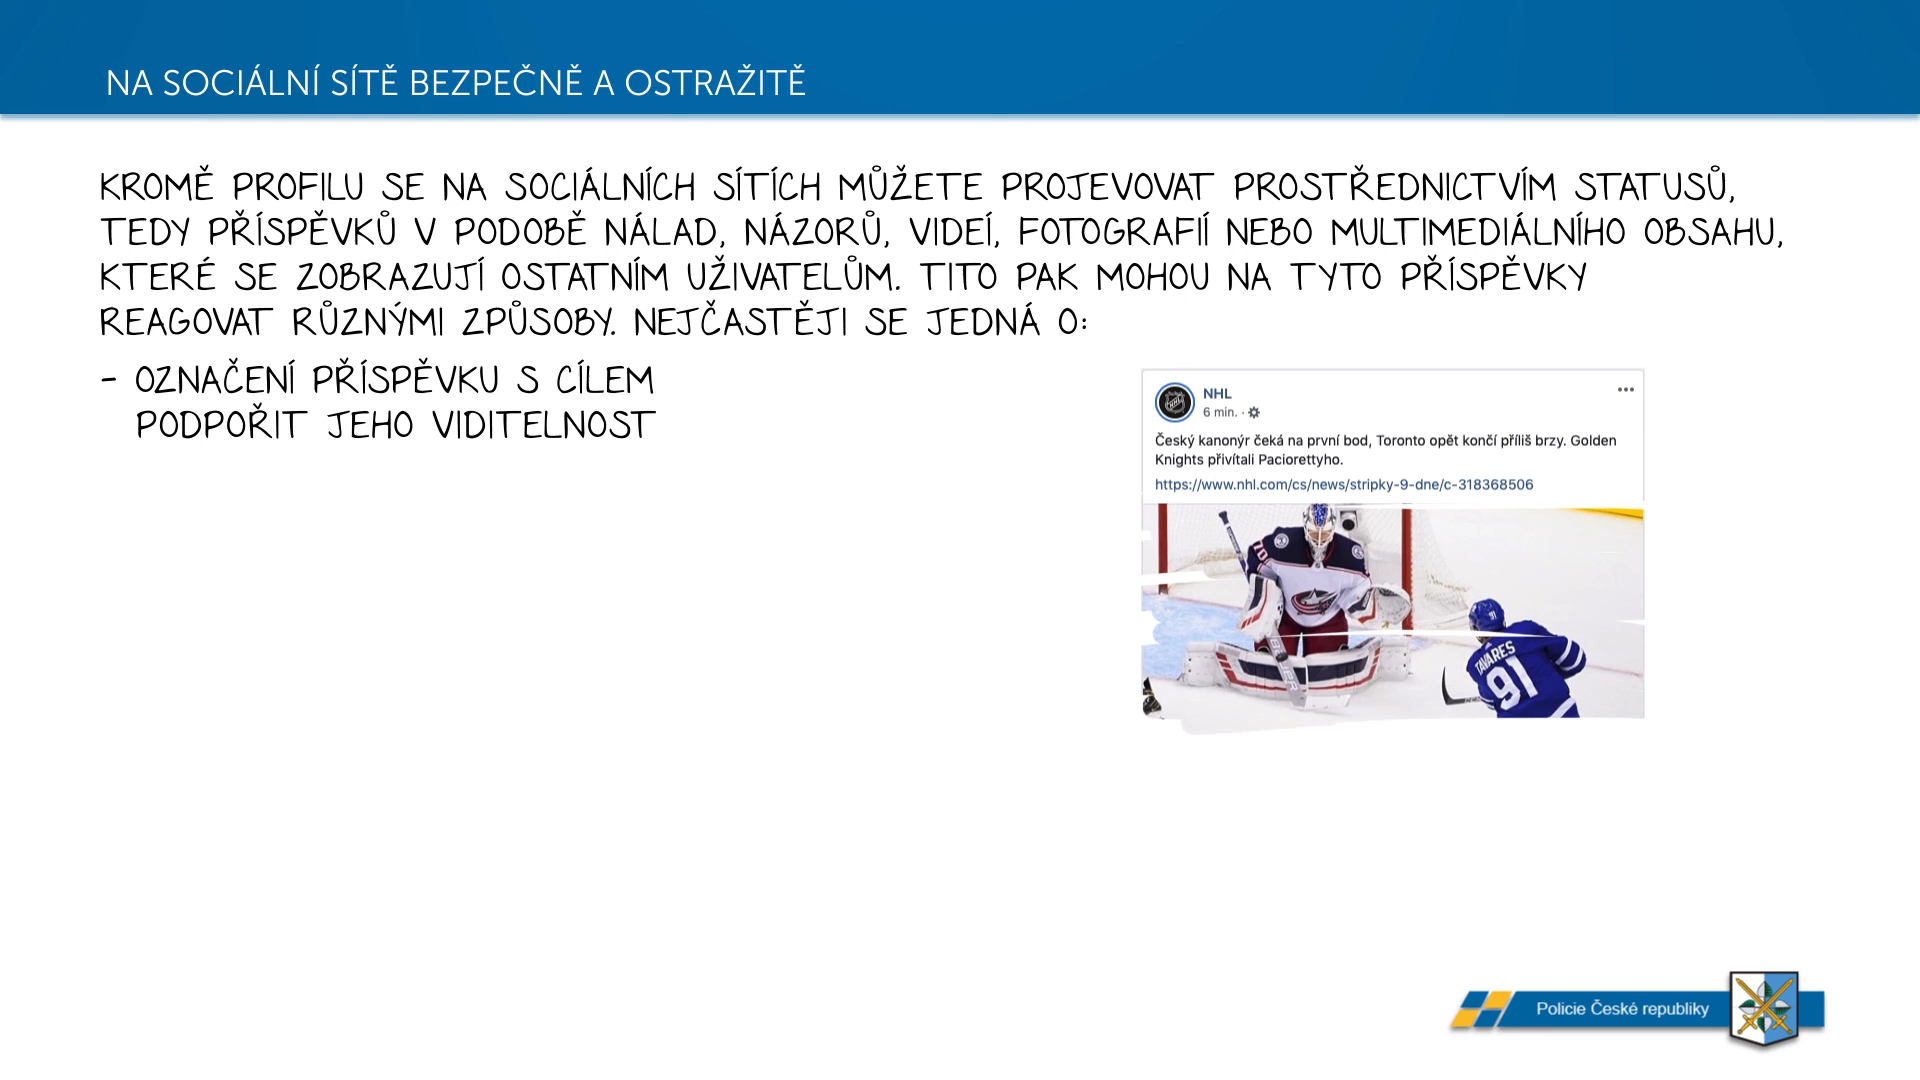 NA SOCIÁLNÍ SÍTĚ BEZPEČNĚ A OSTRAŽITĚ
KROMĚ PROFILU SE NA SOCIÁLNÍCH SÍTÍCH MŮŽETE PROJEVOVAT PROSTŘEDNICTVÍM STATUSŮ,
TEDY PŘÍSPĚVKŮ V PODOBĚ NÁLAD, NÁZORŮ, VIDEÍ, FOTOGRAFIÍ NEBO MULTIMEDIÁLNÍHO OBSAHU,
KTERÉ SE ZOBRAZUJÍ OSTATNÍM UŽIVATELŮM. TITO PAK MOHOU NA TYTO PŘÍSPĚVKY
REAGOVAT RŮZNÝMI ZPŮSOBY. NEJČASTĚJI SE JEDNÁ O:
- OZNAČENÍ PŘÍSPĚVKU S CÍLEM
PODPOŘIT JEHO VIDITELNOST
NHL
6 min. ·
Český kanonýr čeká na první bod, Toronto opět končí příliš brzy. Golden
Knights přivítali Paciorettyho.
https://www.nhl.com/cs/news/stripky-9-dne/c-318368506
70
91
TAVARES
91
Policie České republiky